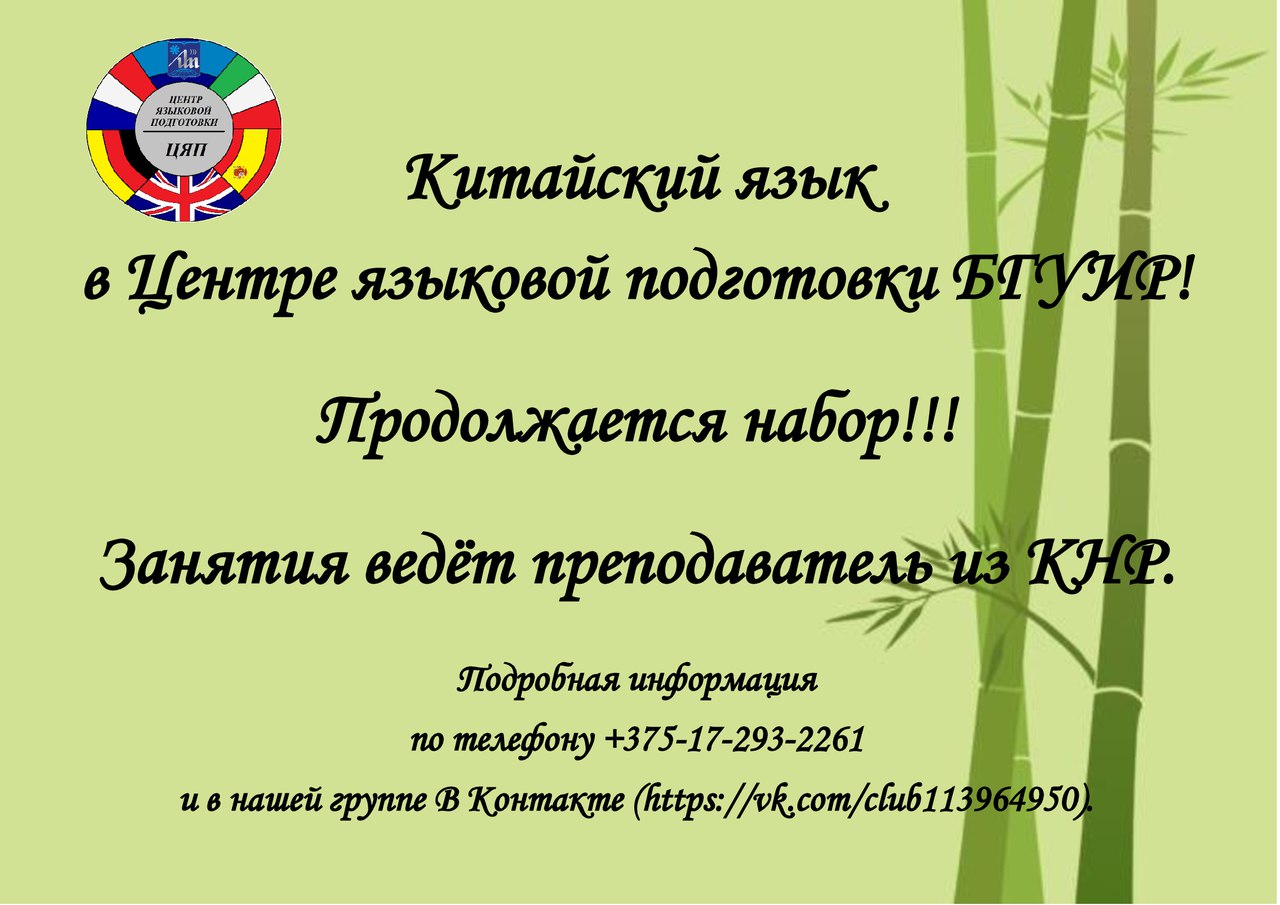 ЦЕНТР
ЯЗЫКОВОЙ
ПОДГОТОВКИ
ЦЯП
Китайский язык
в Центре языковой подготовки БГУИР!
Продолжается набор!!!
Занятия ведёт преподаватель из КНР.
Подробная информация
по телефону +375-17-293-2261
и в нашей группе В Контакте (https://vk.com/club113964950).